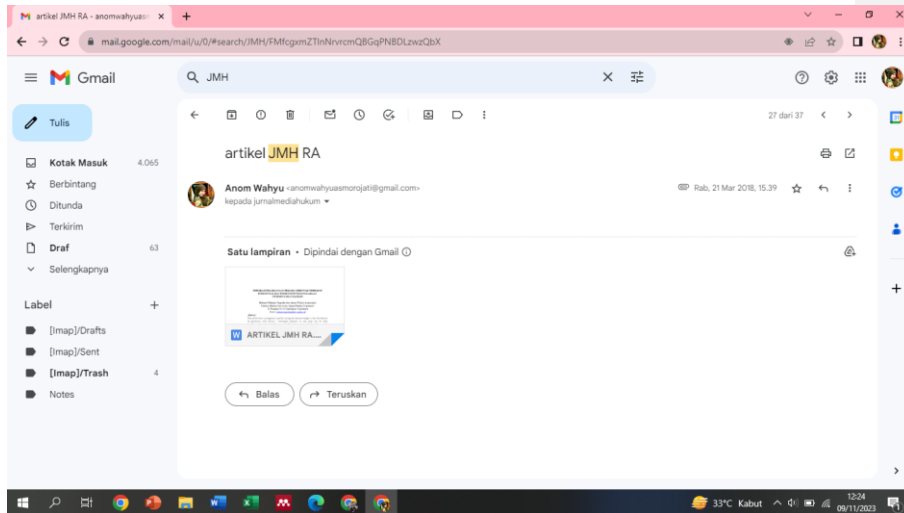 artikel JMH RA - anomwahyuasn
mail.google.com/mail/u/0/#search/JMH/FMfcgxmZTlnNrvrcmQBGqPNBDLzwzQbX
Gmail
JMH
Tulis
27 dari 37
artikel JMH RA
Kotak Masuk 4.065
Berbintang
Ditunda
Terkirim
Draf 63
Selengkapnya
Anom Wahyu <anomwahyuasmorojati@gmail.com>
Rab, 21 Mar 2018, 15.39
kepada jurnalmediahukum
Satu lampiran • Dipindai dengan Gmail
W ARTIKEL JMH RA....
Label
[Imap]/Drafts
[Imap]/Sent
[Imap]/Trash 4
Notes
Balas
Teruskan
33°C Kabut
12:24
09/11/2023